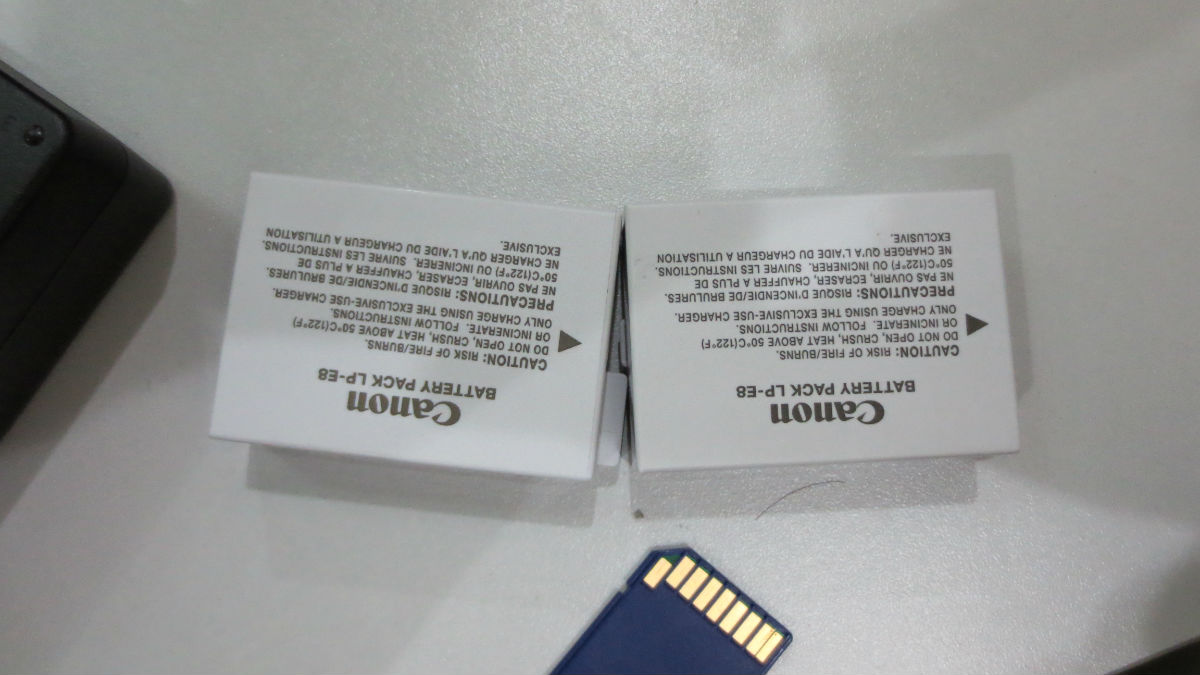 Canon
BATTERY PACK LP-E8
CAUTION: RISK OF FIRE/BURNS.
DO NOT OPEN, CRUSH, HEAT ABOVE 50°C(122°F)
OR INCINERATE. FOLLOW INSTRUCTIONS.
ONLY CHARGE USING THE EXCLUSIVE-USE CHARGER.
PRECAUTIONS: RISQUE D'INCENDIE/DE BRULURES.
NE PAS OUVRIR, ECRASER, CHAUFFER A PLUS DE
50°C(122°F) OU INCINERER. SUIVRE LES INSTRUCTIONS.
NE CHARGER QU'A L'AIDE DU CHARGEUR A UTILISATION
EXCLUSIVE.
Canon
BATTERY PACK LP-E8
CAUTION: RISK OF FIRE/BURNS.
DO NOT OPEN, CRUSH, HEAT ABOVE 50°C(122°F)
OR INCINERATE. FOLLOW INSTRUCTIONS.
ONLY CHARGE USING THE EXCLUSIVE-USE CHARGER.
PRECAUTIONS: RISQUE D'INCENDIE/DE BRULURES.
NE PAS OUVRIR, ECRASER, CHAUFFER A PLUS DE
50°C(122°F) OU INCINERER. SUIVRE LES INSTRUCTIONS.
NE CHARGER QU'A L'AIDE DU CHARGEUR A UTILISATION
EXCLUSIVE.